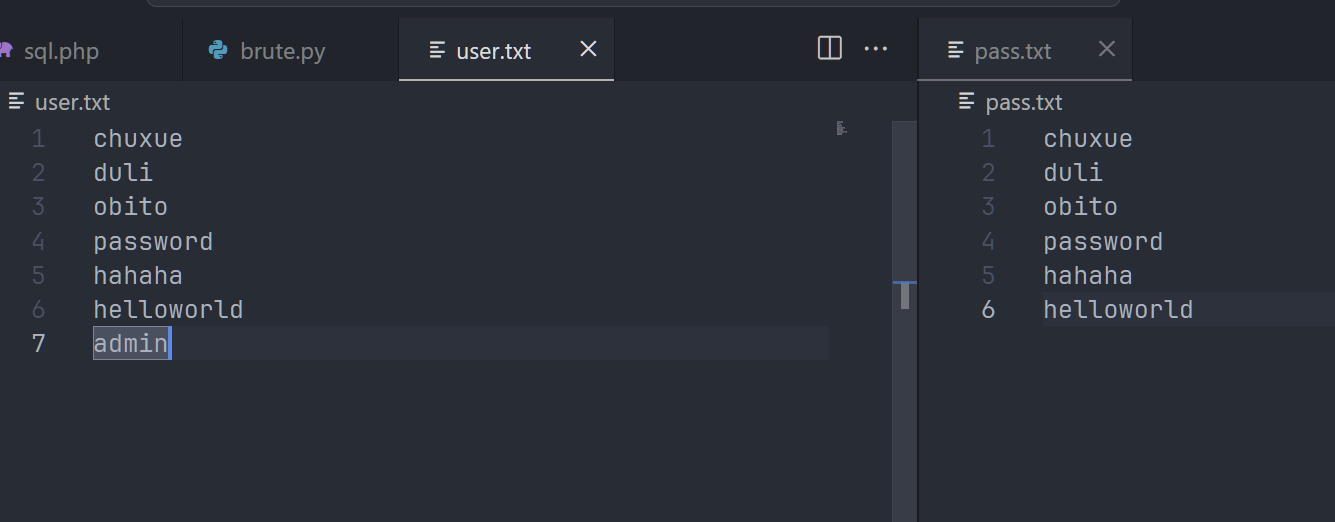 sql.php brute.py user.txt pass.txt
user.txt
1 chuxue
2 duli
3 obito
4 password
5 hahaha
6 helloworld
7 admin
pass.txt
1 chuxue
2 duli
3 obito
4 password
5 hahaha
6 helloworld